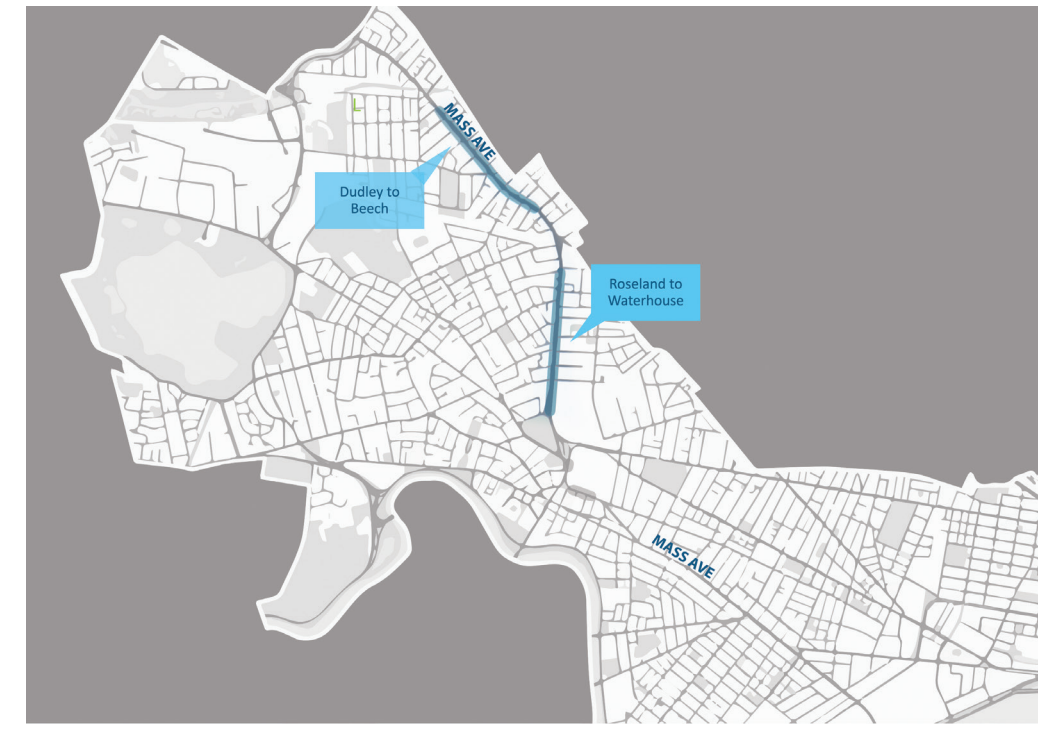 MASS AVE
Dudley to
Beech
Roseland to
Waterhouse
MASS AVE